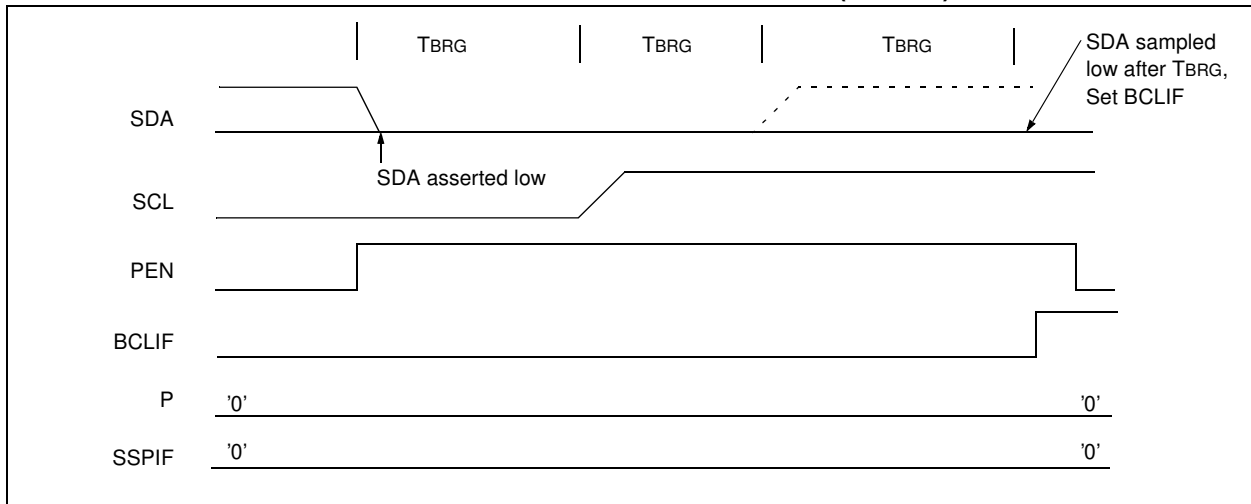 TBRG TBRG TBRG
SDA sampled
low after TBRG,
Set BCLIF
SDA
SDA asserted low
SCL
PEN
BCLIF
P '0' '0'
SSPIF '0' '0'